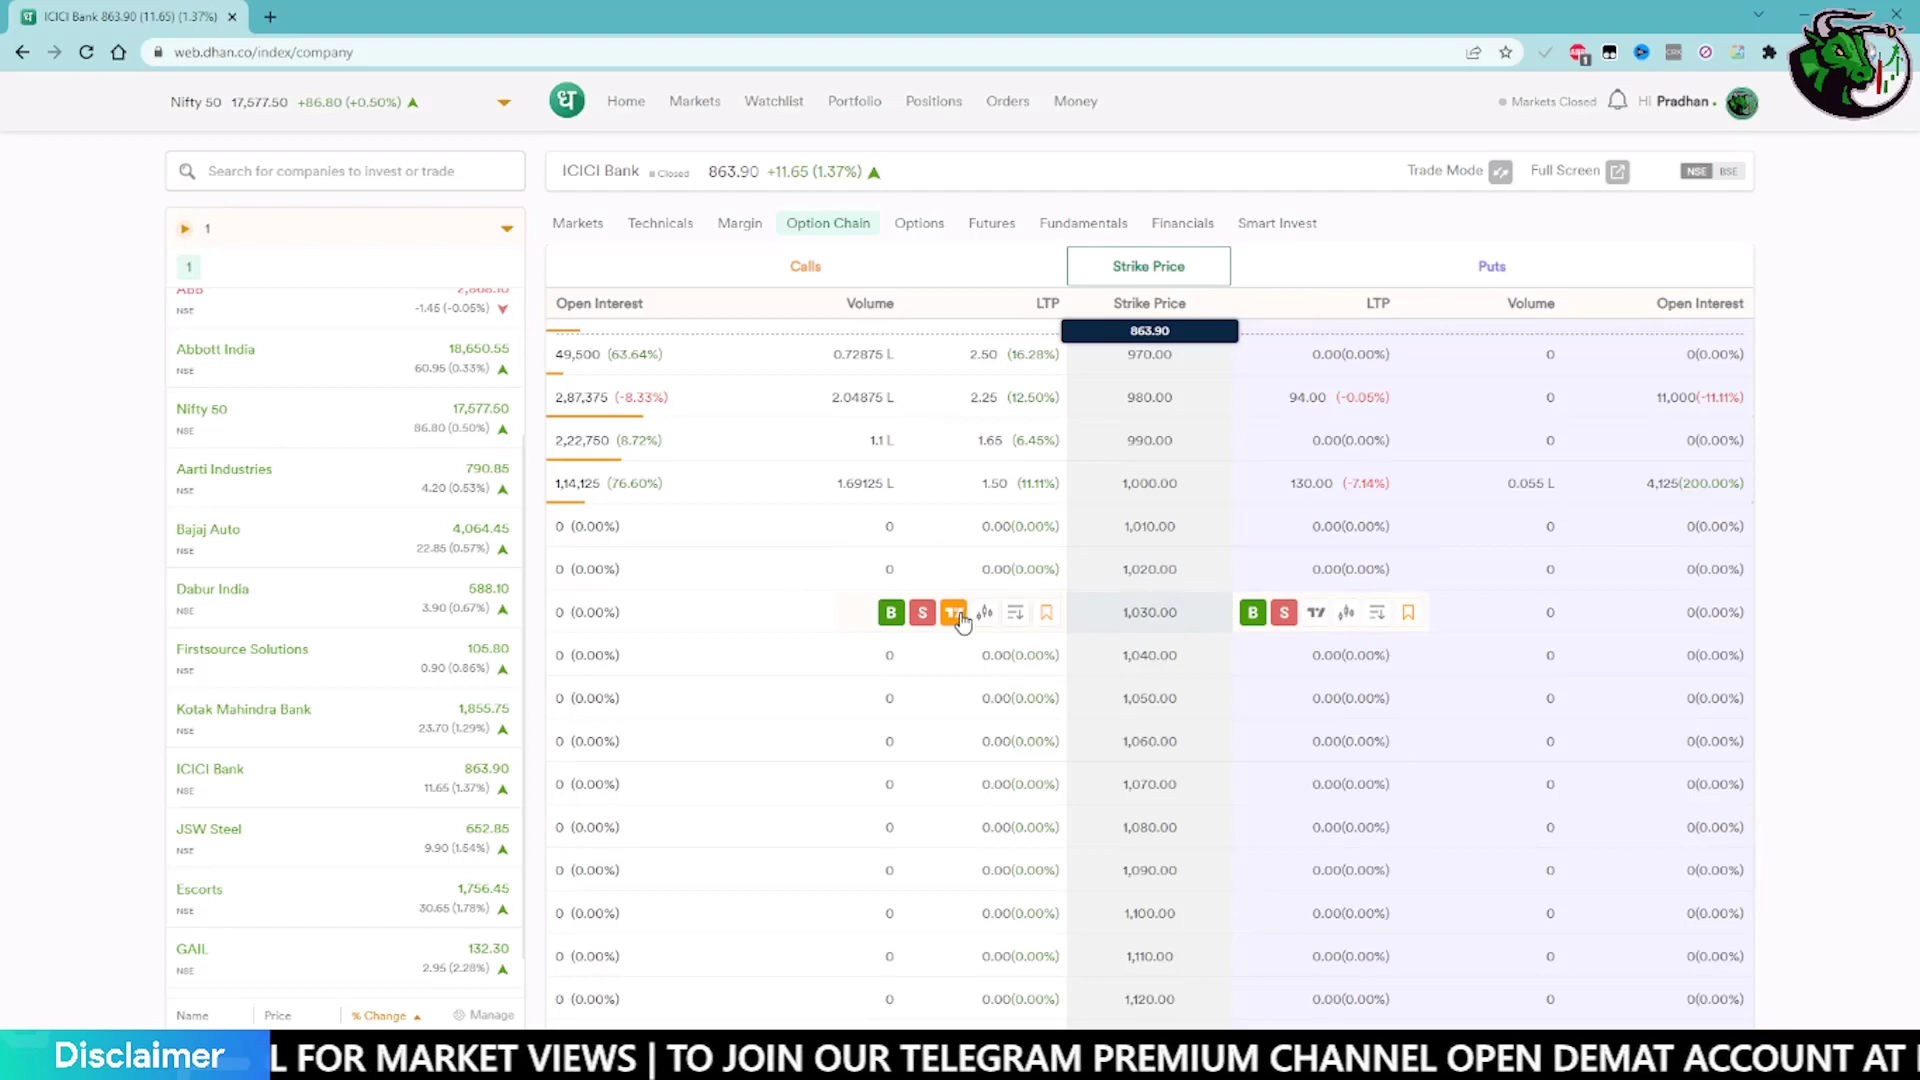 ICICI Bank 863.90 (11.65) (1.37%)
web.dhan.co/index/company
Nifty 50 17,577.50 +86.80 (+0.50%)
ध
Home Markets Watchlist Portfolio Positions Orders Money
Markets Closed Hi Pradhan
Search for companies to invest or trade
ICICI Bank Closed 863.90 +11.65 (1.37%)
Trade Mode Full Screen NSE BSE
1
1
Markets Technicals Margin Option Chain Options Futures Fundamentals Financials Smart Invest
Calls Strike Price Puts
Open Interest Volume LTP Strike Price LTP Volume Open Interest
863.90
49,500 (63.64%) 0.72875 L 2.50 (16.28%) 970.00 0.00(0.00%) 0 0(0.00%)
2,87,375 (-8.33%) 2.04875 L 2.25 (12.50%) 980.00 94.00 (-0.05%) 0 11,000(-11.11%)
2,22,750 (8.72%) 1.1 L 1.65 (6.45%) 990.00 0.00(0.00%) 0 0(0.00%)
1,14,125 (76.60%) 1.69125 L 1.50 (11.11%) 1,000.00 130.00 (-7.14%) 0.055 L 4,125(200.00%)
0 (0.00%) 0 0.00(0.00%) 1,010.00 0.00(0.00%) 0 0(0.00%)
0 (0.00%) 0 0.00(0.00%) 1,020.00 0.00(0.00%) 0 0(0.00%)
0 (0.00%) B S 1,030.00 B S 0 0(0.00%)
0 (0.00%) 0 0.00(0.00%) 1,040.00 0.00(0.00%) 0 0(0.00%)
0 (0.00%) 0 0.00(0.00%) 1,050.00 0.00(0.00%) 0 0(0.00%)
0 (0.00%) 0 0.00(0.00%) 1,060.00 0.00(0.00%) 0 0(0.00%)
0 (0.00%) 0 0.00(0.00%) 1,070.00 0.00(0.00%) 0 0(0.00%)
0 (0.00%) 0 0.00(0.00%) 1,080.00 0.00(0.00%) 0 0(0.00%)
0 (0.00%) 0 0.00(0.00%) 1,090.00 0.00(0.00%) 0 0(0.00%)
0 (0.00%) 0 0.00(0.00%) 1,100.00 0.00(0.00%) 0 0(0.00%)
0 (0.00%) 0 0.00(0.00%) 1,110.00 0.00(0.00%) 0 0(0.00%)
0 (0.00%) 0 0.00(0.00%) 1,120.00 0.00(0.00%) 0 0(0.00%)
NSE -1.45 (-0.05%)
Abbott India 18,650.55
NSE 60.95 (0.33%)
Nifty 50 17,577.50
NSE 86.80 (0.50%)
Aarti Industries 790.85
NSE 4.20 (0.53%)
Bajaj Auto 4,064.45
NSE 22.85 (0.57%)
Dabur India 588.10
NSE 3.90 (0.67%)
Firstsource Solutions 105.80
NSE 0.90 (0.86%)
Kotak Mahindra Bank 1,855.75
NSE 23.70 (1.29%)
ICICI Bank 863.90
NSE 11.65 (1.37%)
JSW Steel 652.85
NSE 9.90 (1.54%)
Escorts 1,756.45
NSE 30.65 (1.78%)
GAIL 132.30
NSE 2.95 (2.28%)
Name Price % Change Manage
Disclaimer L FOR MARKET VIEWS | TO JOIN OUR TELEGRAM PREMIUM CHANNEL OPEN DEMAT ACCOUNT AT